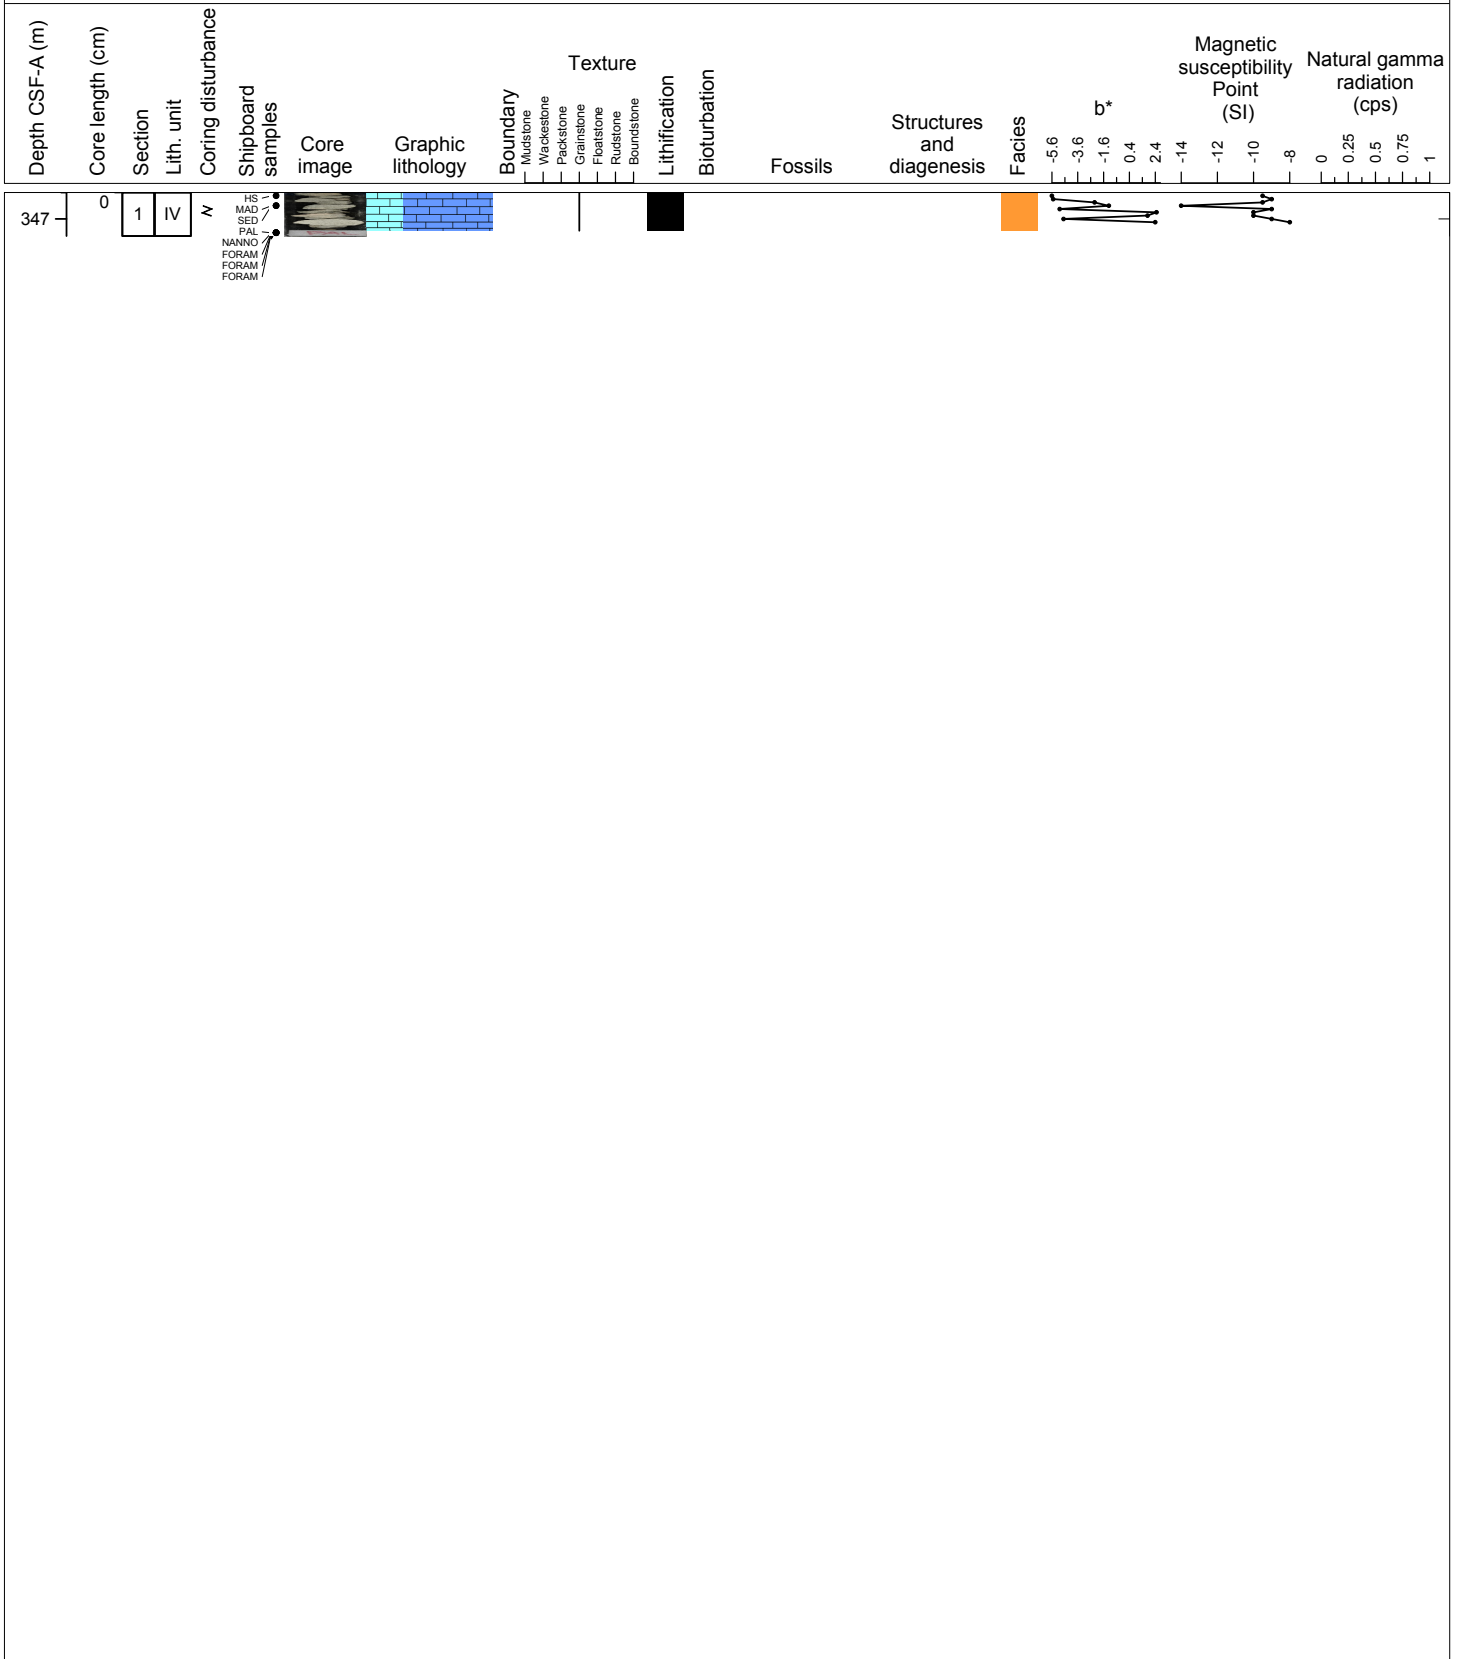 Depth CSF-A (m)
Core length (cm)
Section
Lith. unit
Coring disturbance
Shipboard
samples
Core
image
Graphic
lithology
Boundary
Texture
Mudstone
Wackestone
Packstone
Grainstone
Floatstone
Rudstone
Boundstone
Lithification
Bioturbation
Fossils
Structures
and
diagenesis
Facies
b*
-5.6
-3.6
-1.6
0.4
2.4
Magnetic
susceptibility
Point
(SI)
-14
-12
-10
-8
Natural gamma
radiation
(cps)
0
0.25
0.5
0.75
1
347
0
1
IV
HS
MAD
SED
PAL
NANNO
FORAM
FORAM
FORAM